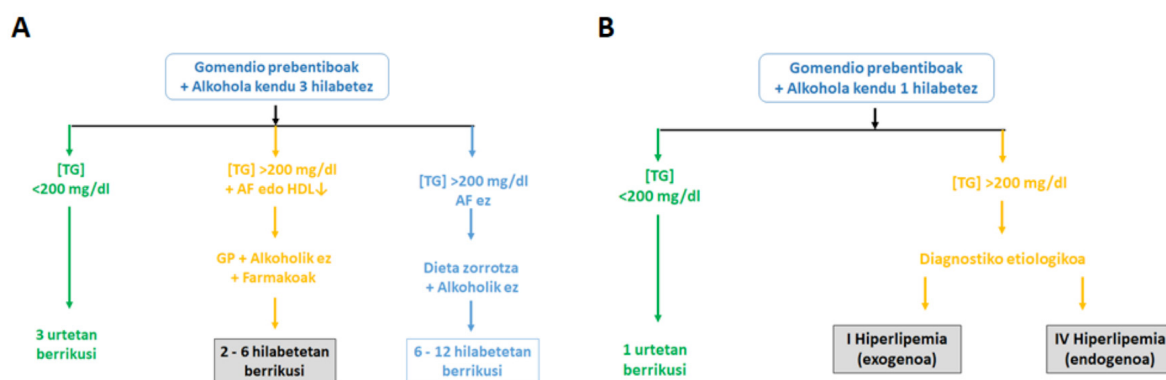 A
Gomendio prebentiboak
+ Alkohola kendu 3 hilabetez
[TG]
<200 mg/dl
[TG] >200 mg/dl
+ AF edo HDL↓
[TG] >200 mg/dl
AF ez
GP + Alkoholik ez
+ Farmakoak
Dieta zorrotza
+ Alkoholik ez
3 urtetan
berrikusi
2 - 6 hilabetetan
berrikusi
6 - 12 hilabetetan
berrikusi
B
Gomendio prebentiboak
+ Alkohola kendu 1 hilabetez
[TG]
<200 mg/dl
[TG] >200 mg/dl
Diagnostiko etiologikoa
1 urtetan
berrikusi
I Hiperlipemia
(exogenoa)
IV Hiperlipemia
(endogenoa)